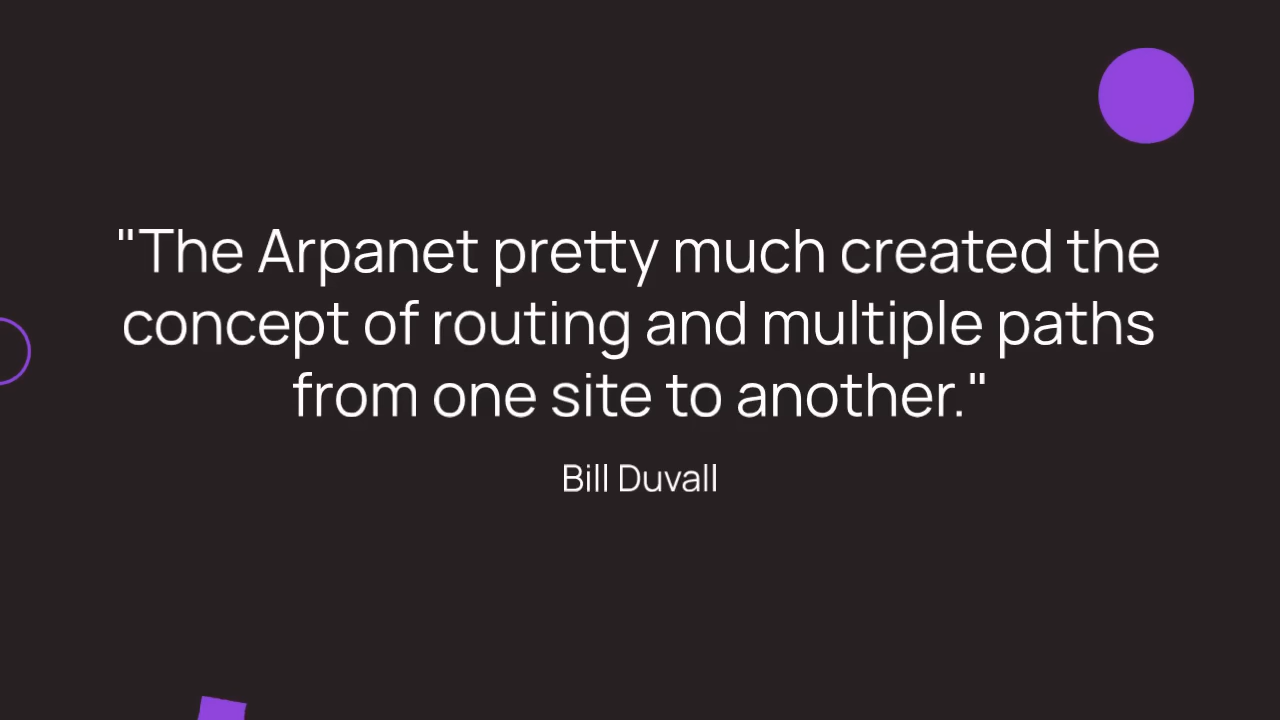 "The Arpanet pretty much created the
concept of routing and multiple paths
from one site to another."
Bill Duvall